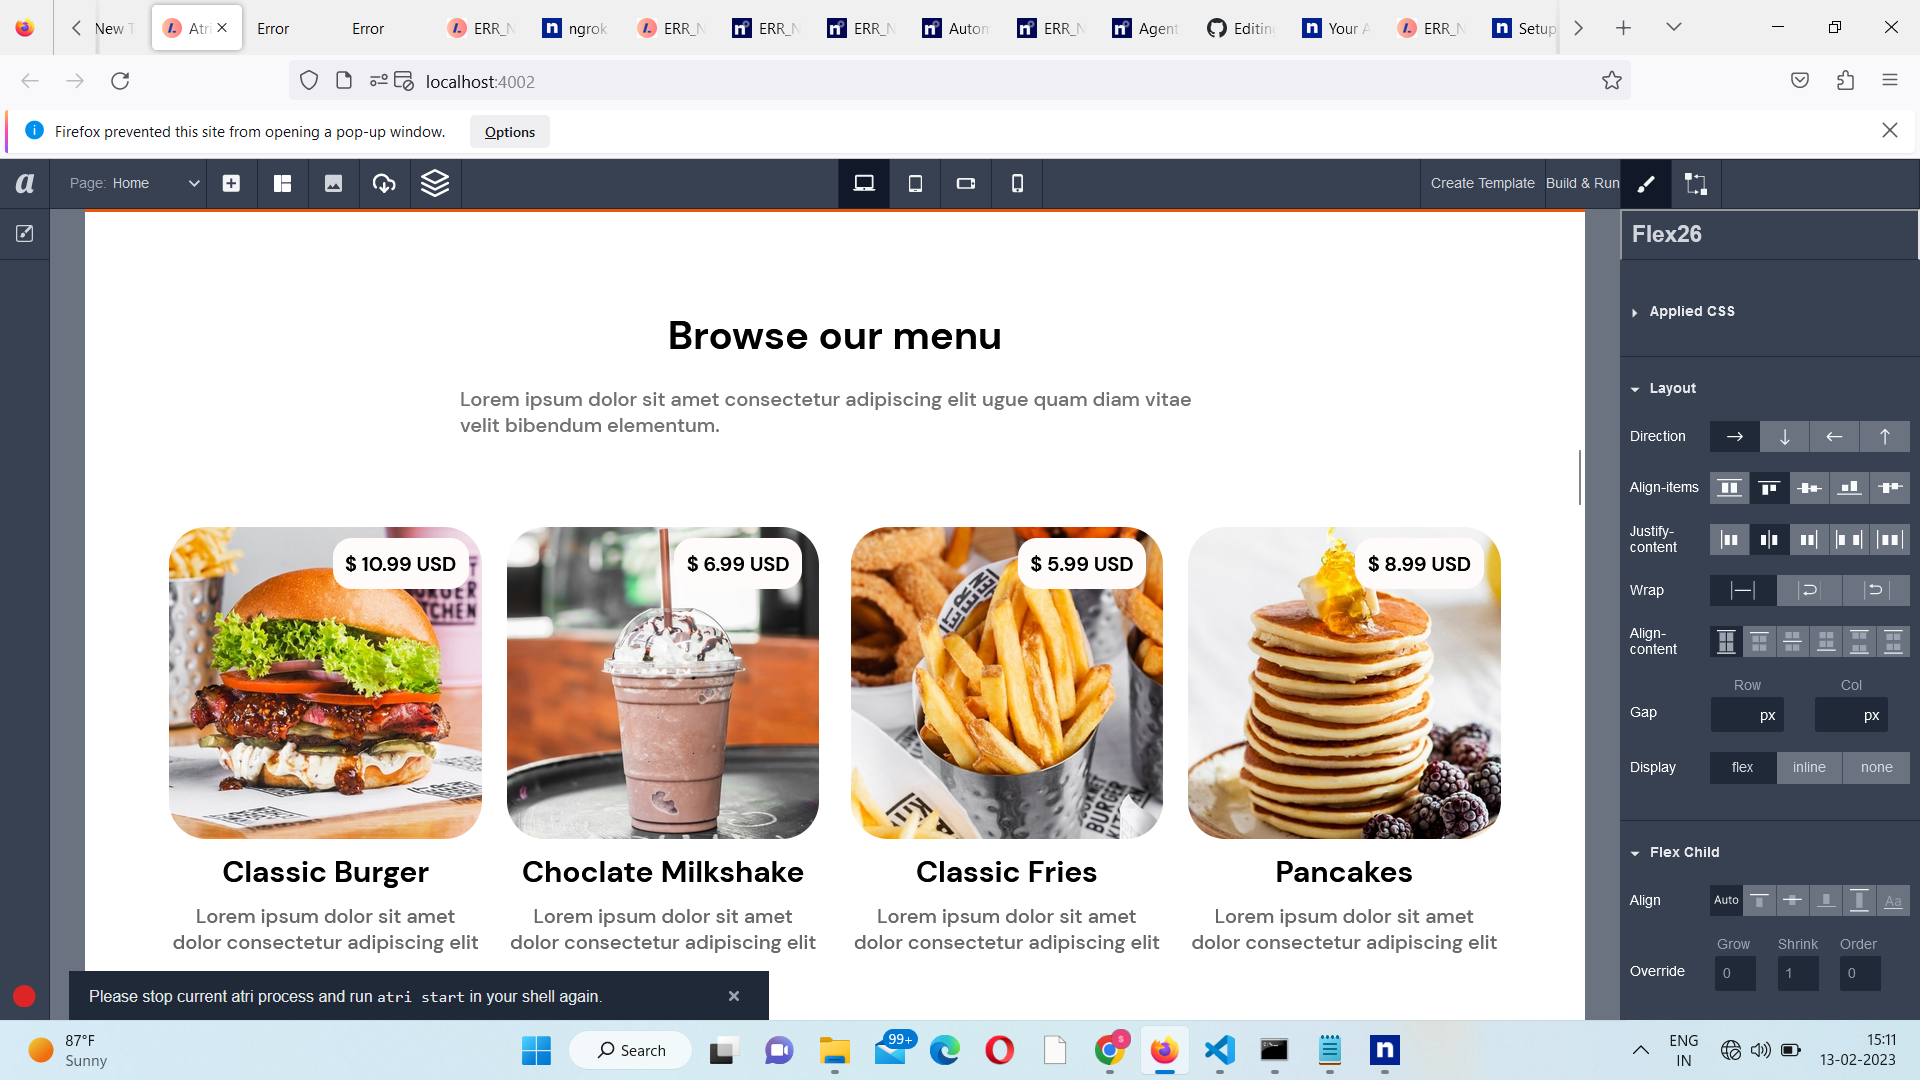 New T
Atri
Error
Error
ERR_N
ngrok
ERR_N
ERR_N
ERR_N
Autom
ERR_N
Agent
Editing
Your A
ERR_N
Setup
localhost:4002
Firefox prevented this site from opening a pop-up window.
Options
Page: Home
Create Template
Build & Run
Flex26
Applied CSS
Layout
Direction
Align-items
Justify-
content
Wrap
Align-
content
Row Col
Gap px px
Display flex inline none
Flex Child
Align Auto Aa
Grow Shrink Order
Override 0 1 0
Browse our menu
Lorem ipsum dolor sit amet consectetur adipiscing elit ugue quam diam vitae
velit bibendum elementum.
$ 10.99 USD
$ 6.99 USD
$ 5.99 USD
$ 8.99 USD
Classic Burger
Lorem ipsum dolor sit amet
dolor consectetur adipiscing elit
Choclate Milkshake
Lorem ipsum dolor sit amet
dolor consectetur adipiscing elit
Classic Fries
Lorem ipsum dolor sit amet
dolor consectetur adipiscing elit
Pancakes
Lorem ipsum dolor sit amet
dolor consectetur adipiscing elit
Please stop current atri process and run atri start in your shell again.
87°F
Sunny
Search
99+
ENG
IN
15:11
13-02-2023